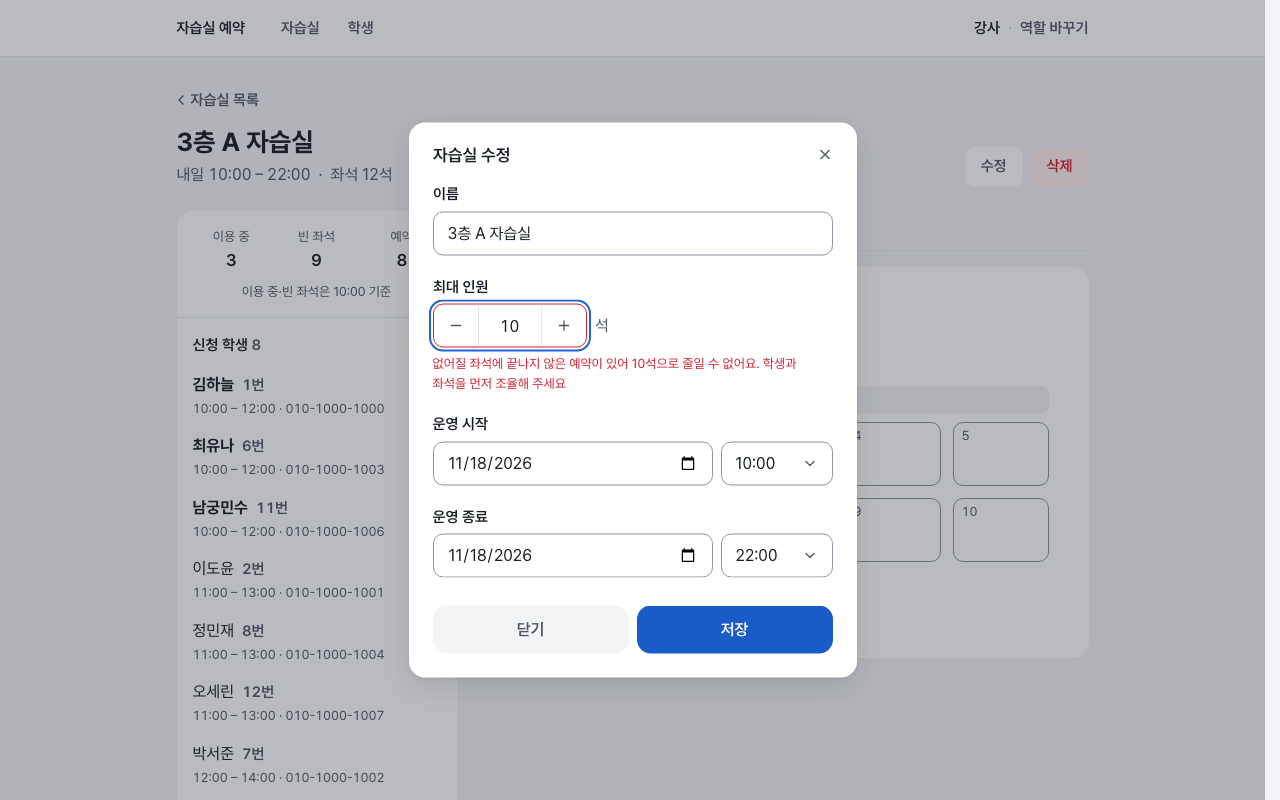 자습실 예약 자습실 학생 강사 · 역할 바꾸기
자습실 목록
3층 A 자습실
내일 10:00 – 22:00 · 좌석 12석
수정 삭제
이용 중 빈 좌석
3 9 8
이용 중·빈 좌석은 10:00 기준
신청 학생 8
김하늘 1번
10:00 – 12:00 · 010-1000-1000
최유나 6번
10:00 – 12:00 · 010-1000-1003
남궁민수 11번
10:00 – 12:00 · 010-1000-1006
이도윤 2번
11:00 – 13:00 · 010-1000-1001
정민재 8번
11:00 – 13:00 · 010-1000-1004
오세린 12번
11:00 – 13:00 · 010-1000-1007
박서준 7번
12:00 – 14:00 · 010-1000-1002
자습실 수정
이름
3층 A 자습실
최대 인원
− 10 + 석
없어질 좌석에 끝나지 않은 예약이 있어 10석으로 줄일 수 없어요. 학생과
좌석을 먼저 조율해 주세요
운영 시작
11/18/2026 10:00
운영 종료
11/18/2026 22:00
닫기 저장
5
10